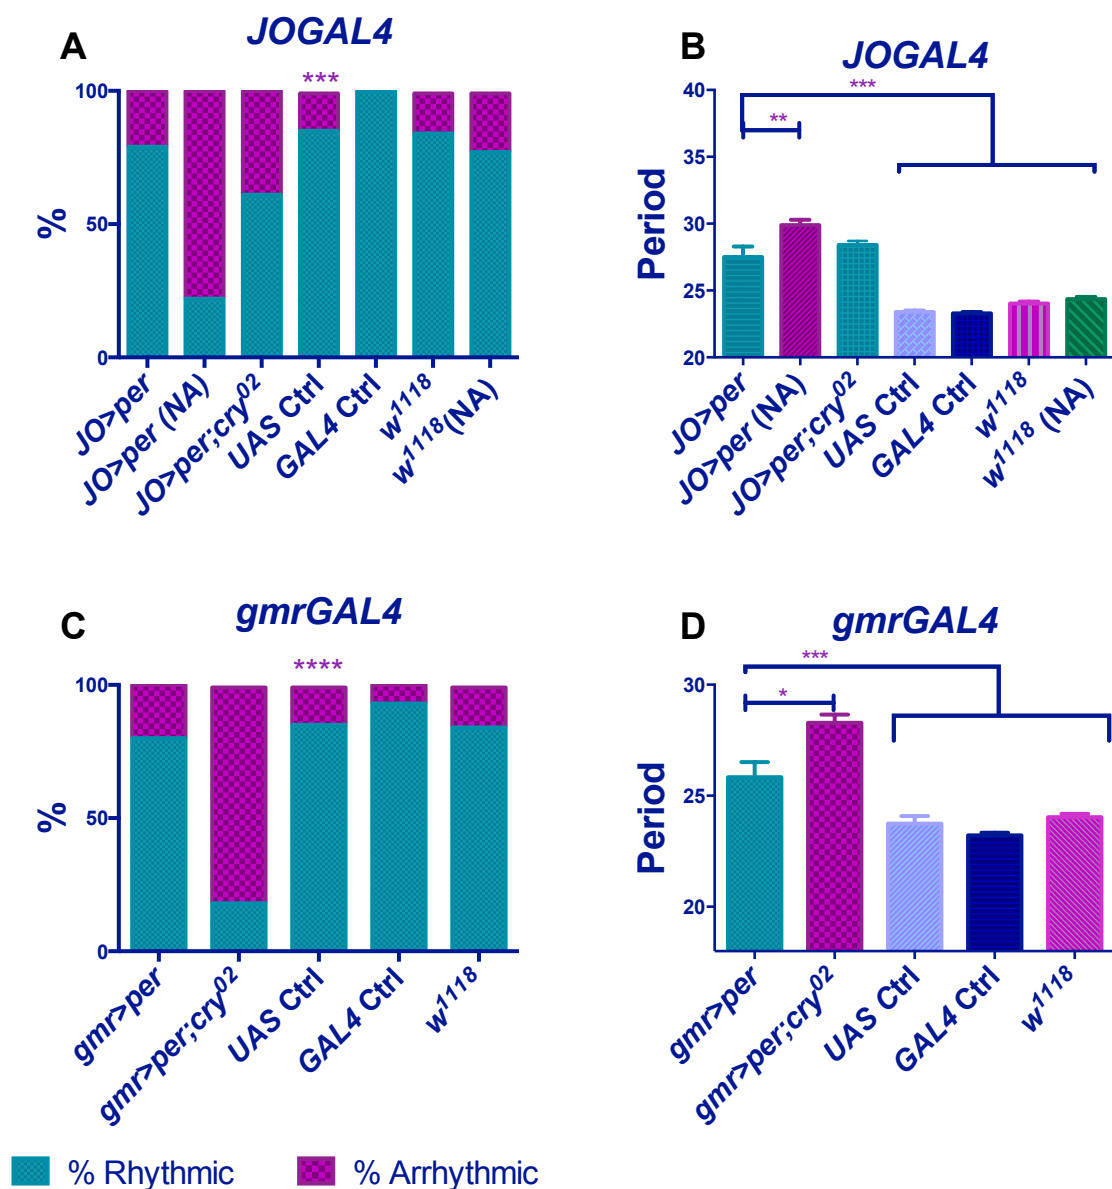 A
JOGAL4
***
100
50
0
%
JO>per
JO>per (NA)
JO>per;cry02
UAS Ctrl
GAL4 Ctrl
w1118
w1118(NA)
B
JOGAL4
***
**
40
35
30
25
20
Period
JO>per
JO>per (NA)
JO>per;cry02
UAS Ctrl
GAL4 Ctrl
w1118
w1118 (NA)
C
gmrGAL4
****
100
50
0
%
gmr>per
gmr>per;cry02
UAS Ctrl
GAL4 Ctrl
w1118
D
gmrGAL4
***
*
30
25
20
Period
gmr>per
gmr>per;cry02
UAS Ctrl
GAL4 Ctrl
w1118
% Rhythmic
% Arrhythmic